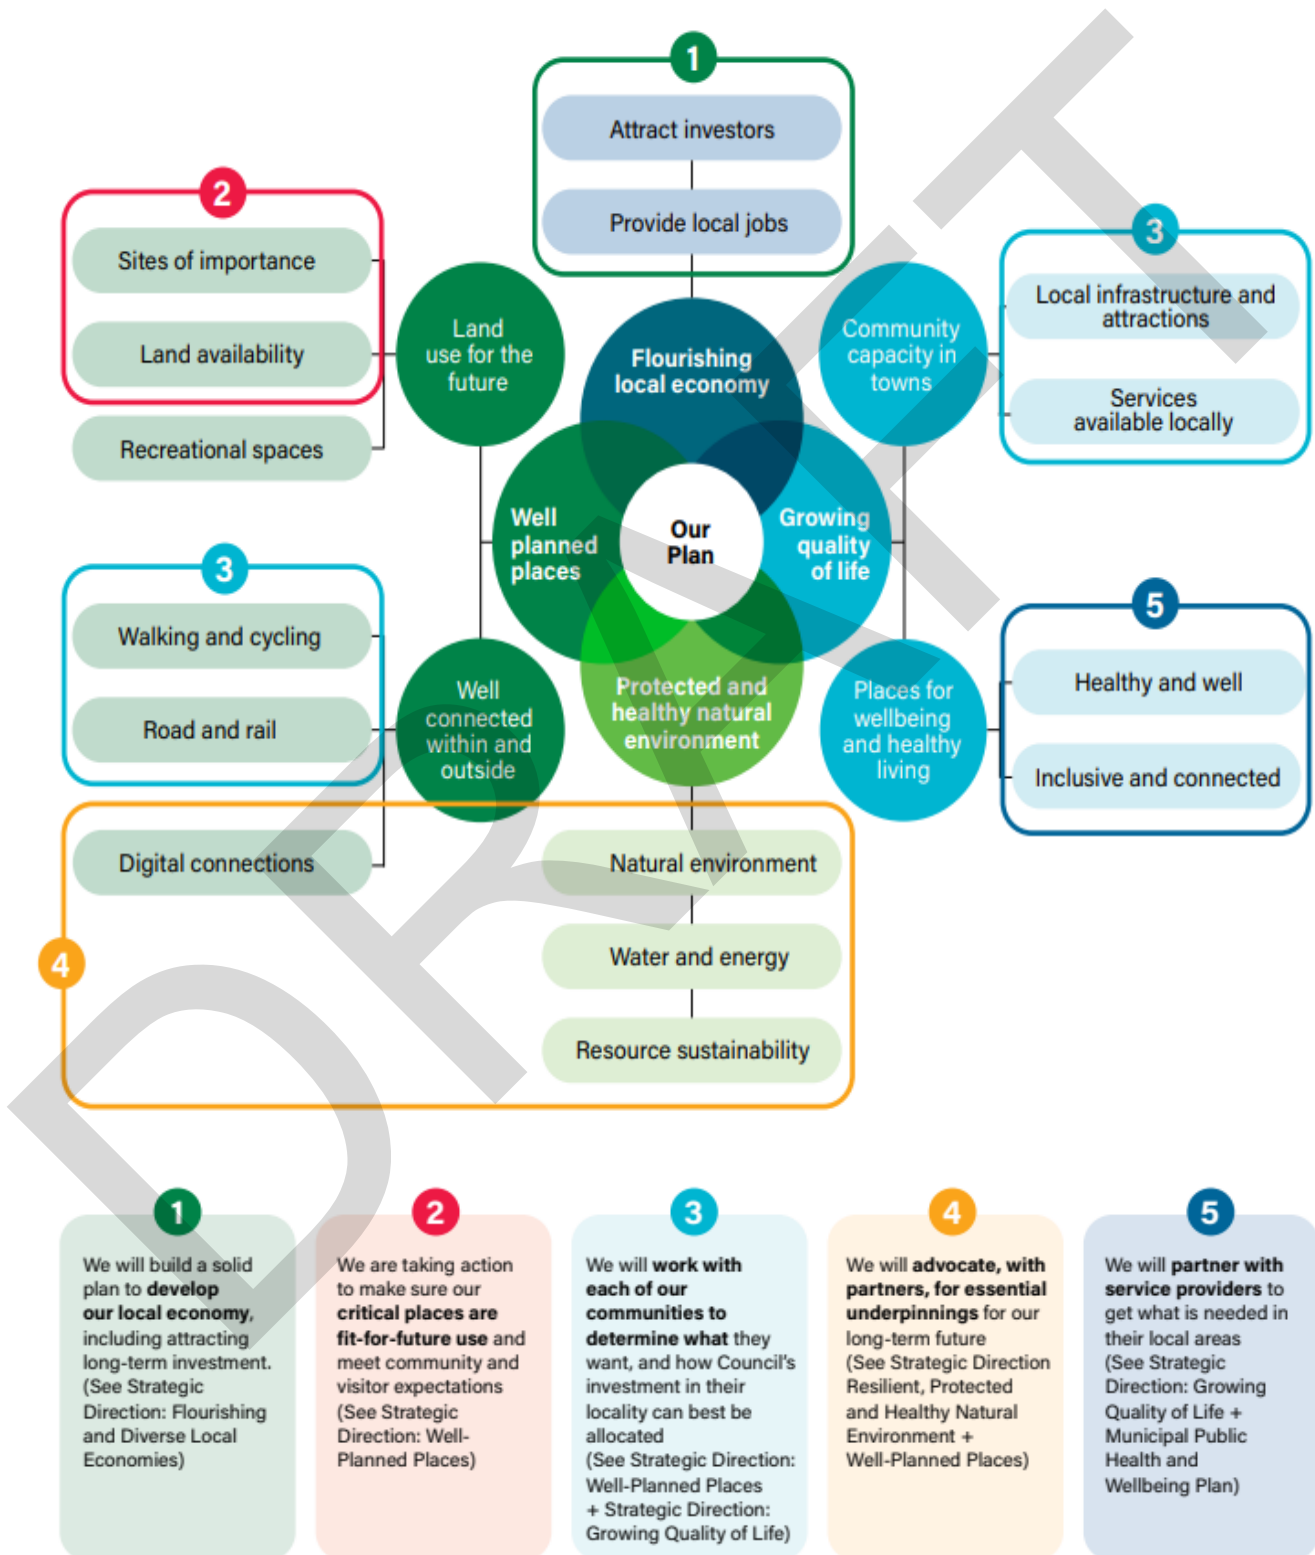 1
Attract investors
Provide local jobs
2
Sites of importance
Land availability
Recreational spaces
Land
use for the
future
Flourishing
local economy
Community
capacity in
towns
3
Local infrastructure and
attractions
Services
available locally
Well
planned
places
Our
Plan
Growing
quality
of life
3
Walking and cycling
Road and rail
Digital connections
Well
connected
within and
outside
Protected and
healthy natural
environment
Places for
wellbeing
and healthy
living
5
Healthy and well
Inclusive and connected
4
Natural environment
Water and energy
Resource sustainability
DRAFT
1
We will build a solid
plan to develop
our local economy,
including attracting
long-term investment.
(See Strategic
Direction: Flourishing
and Diverse Local
Economies)
2
We are taking action
to make sure our
critical places are
fit-for-future use and
meet community and
visitor expectations
(See Strategic
Direction: Well-
Planned Places)
3
We will work with
each of our
communities to
determine what they
want, and how Council's
investment in their
locality can best be
allocated
(See Strategic Direction:
Well-Planned Places
+ Strategic Direction:
Growing Quality of Life)
4
We will advocate, with
partners, for essential
underpinnings for our
long-term future
(See Strategic Direction
Resilient, Protected
and Healthy Natural
Environment +
Well-Planned Places)
5
We will partner with
service providers to
get what is needed in
their local areas
(See Strategic
Direction: Growing
Quality of Life +
Municipal Public
Health and
Wellbeing Plan)